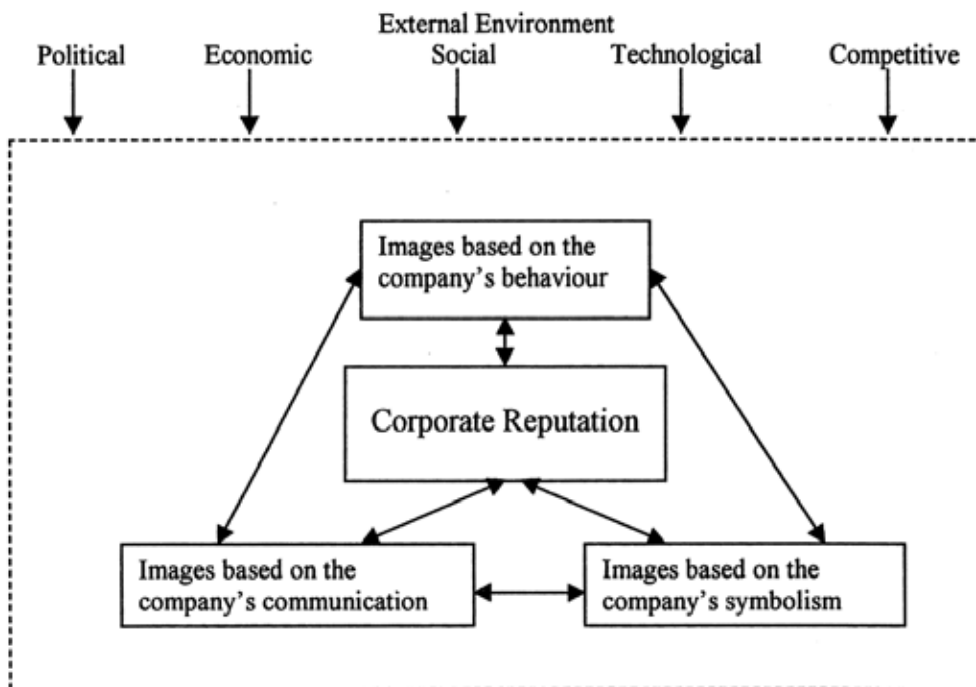 External Environment
Political Economic Social Technological Competitive
Images based on the
company's behaviour
Corporate Reputation
Images based on the
company's communication
Images based on the
company's symbolism